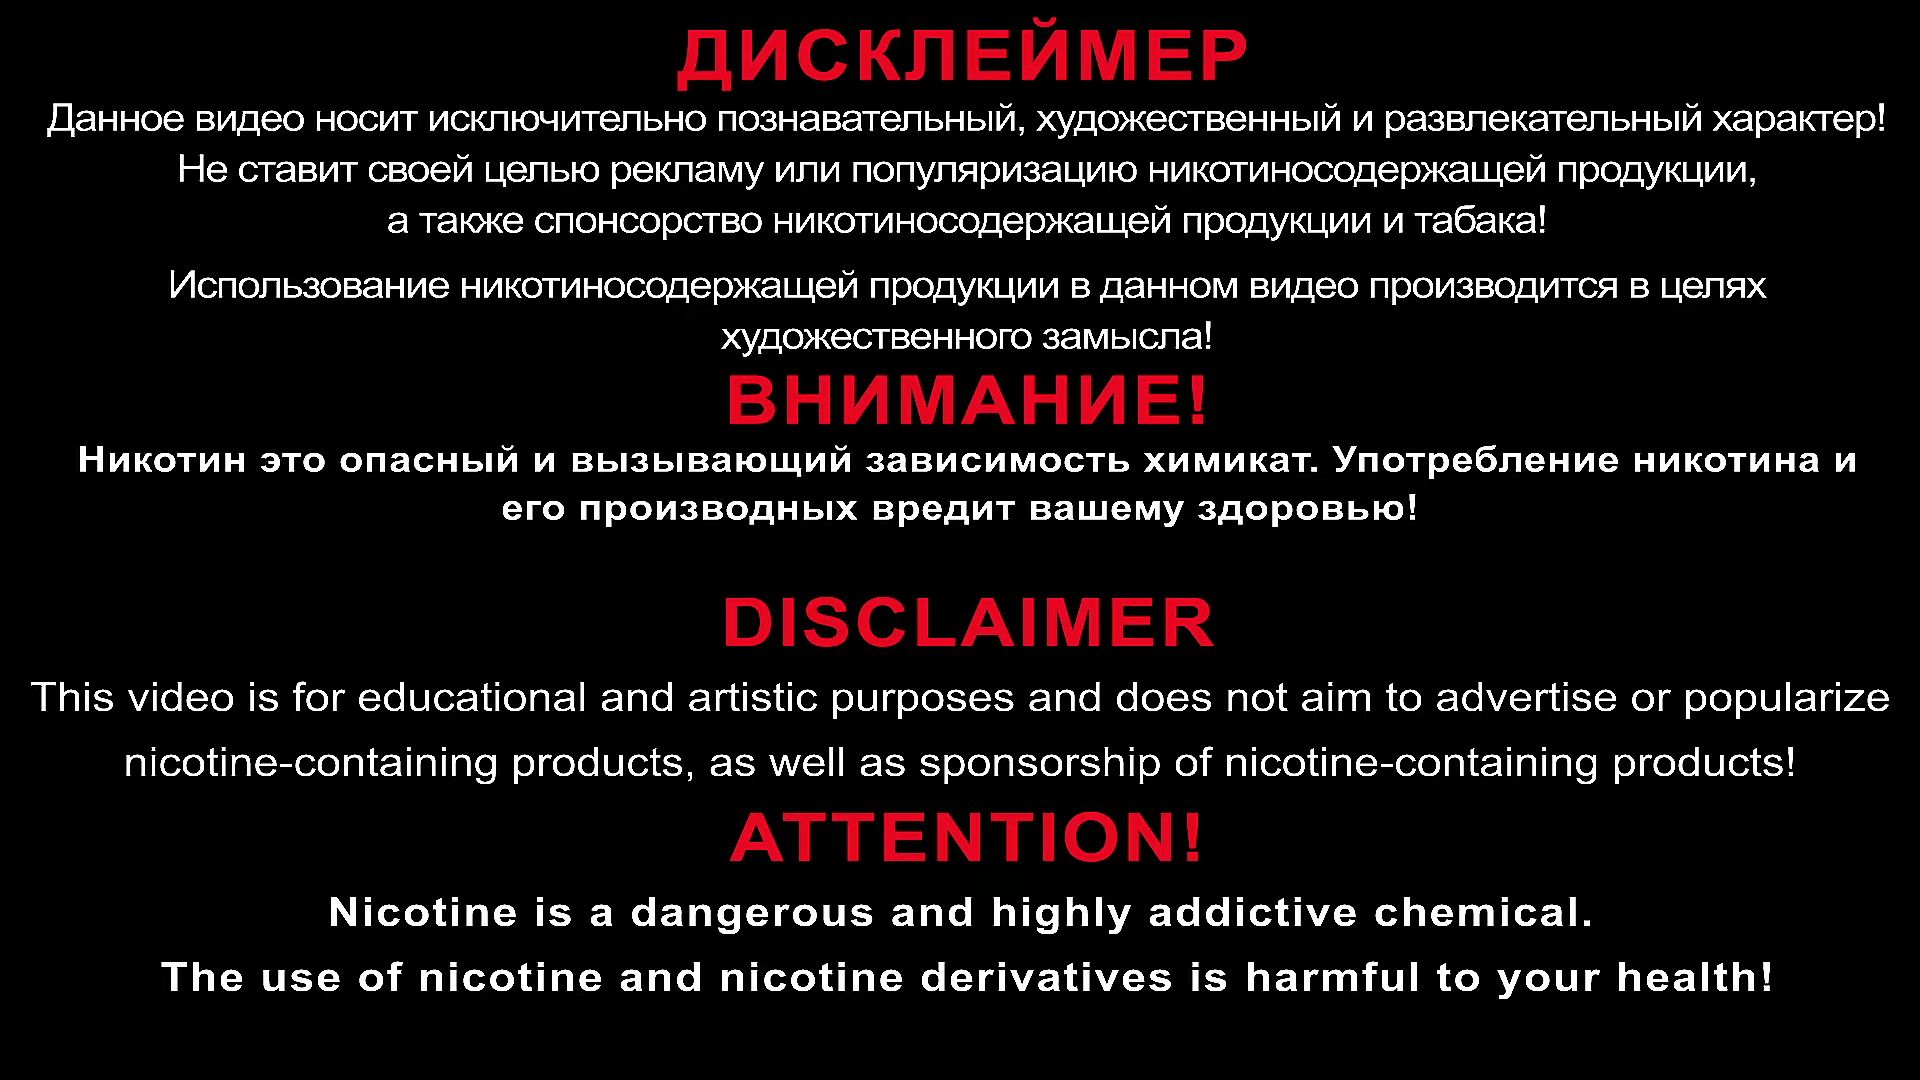 ДИСКЛЕЙМЕР
Данное видео носит исключительно познавательный, художественный и развлекательный характер!
Не ставит своей целью рекламу или популяризацию никотиносодержащей продукции,
а также спонсорство никотиносодержащей продукции и табака!
Использование никотиносодержащей продукции в данном видео производится в целях
художественного замысла!
ВНИМАНИЕ!
Никотин это опасный и вызывающий зависимость химикат. Употребление никотина и
его производных вредит вашему здоровью!
DISCLAIMER
This video is for educational and artistic purposes and does not aim to advertise or popularize
nicotine-containing products, as well as sponsorship of nicotine-containing products!
ATTENTION!
Nicotine is a dangerous and highly addictive chemical.
The use of nicotine and nicotine derivatives is harmful to your health!